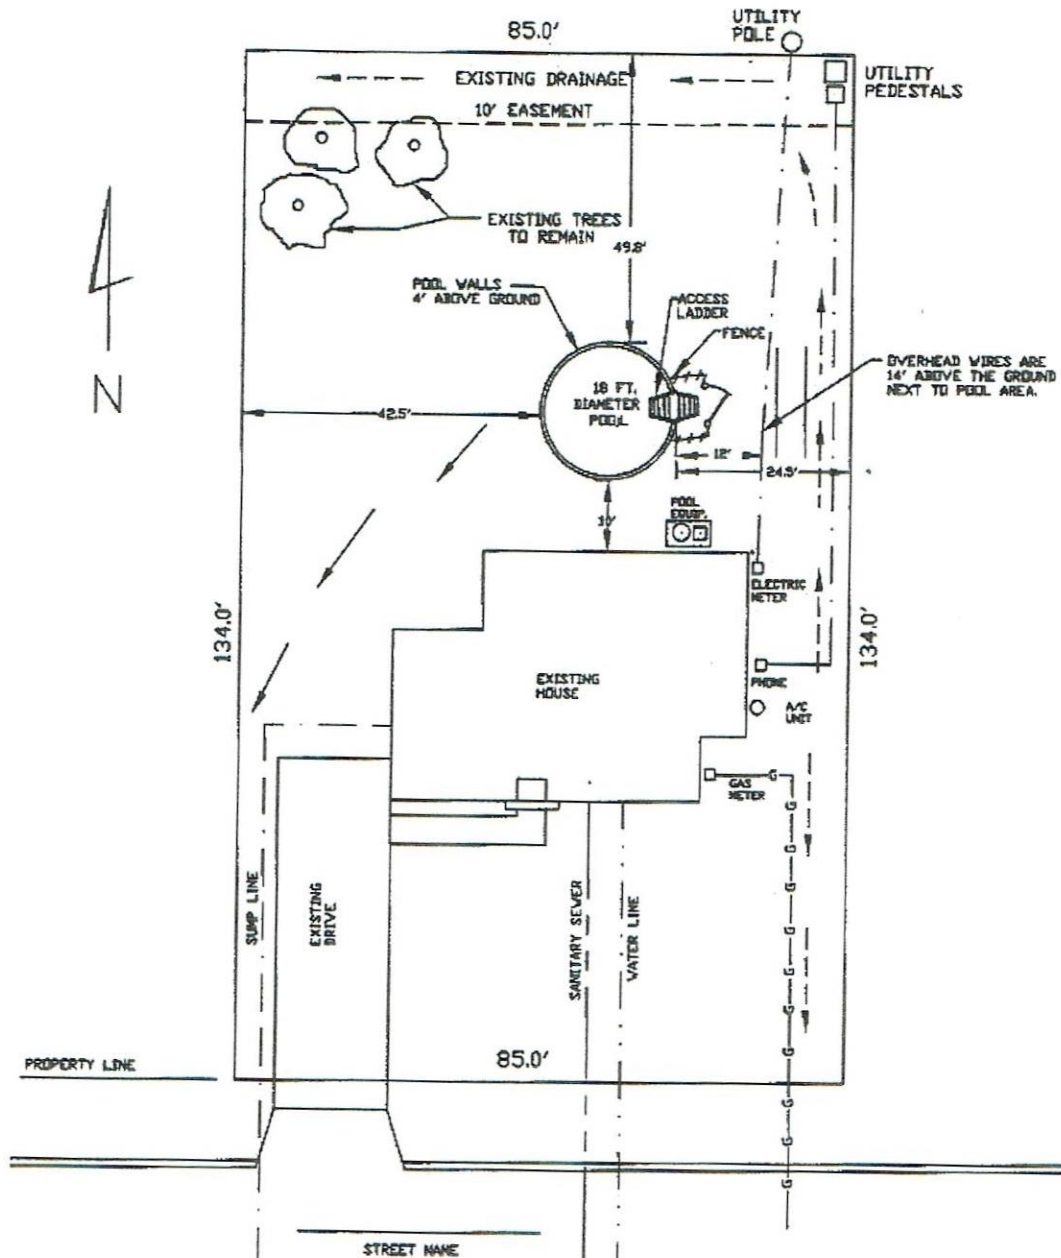 85.0'
UTILITY
POLE
EXISTING DRAINAGE
UTILITY
PEDESTALS
10' EASEMENT
EXISTING TREES
TO REMAIN
49.8'
POOL WALLS
4' ABOVE GROUND
ACCESS
LADDER
FENCE
OVERHEAD WIRES ARE
14' ABOVE THE GROUND
NEXT TO POOL AREA.
N
18 FT.
DIAMETER
POOL
42.5'
12'
24.5'
POOL
EQUIP.
10'
ELECTRIC
METER
134.0'
134.0'
EXISTING
HOUSE
PHONE
A/C
UNIT
GAS
METER
G
G
G
G
G
G
G
G
G
G
G
SUMP LINE
EXISTING
DRIVE
SANITARY SEWER
WATER LINE
PROPERTY LINE
85.0'
STREET NAME